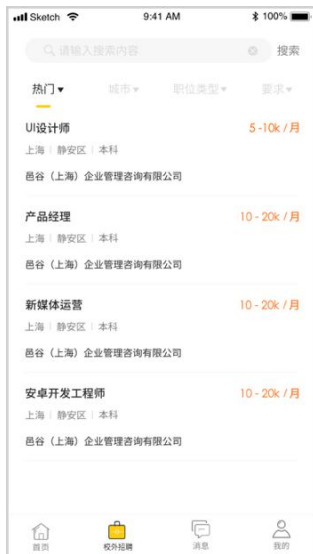 Sketch 9:41 AM 100%
请输入搜索内容 搜索
热门▾ 城市▾ 职位类型▾ 要求▾
UI设计师 5 -10k /月
上海 | 静安区 | 本科
邑谷（上海）企业管理咨询有限公司
产品经理 10 - 20k /月
上海 | 静安区 | 本科
邑谷（上海）企业管理咨询有限公司
新媒体运营 10 - 20k /月
上海 | 静安区 | 本科
邑谷（上海）企业管理咨询有限公司
安卓开发工程师 10 - 20k /月
上海 | 静安区 | 本科
邑谷（上海）企业管理咨询有限公司
首页 校外招聘 消息 我的